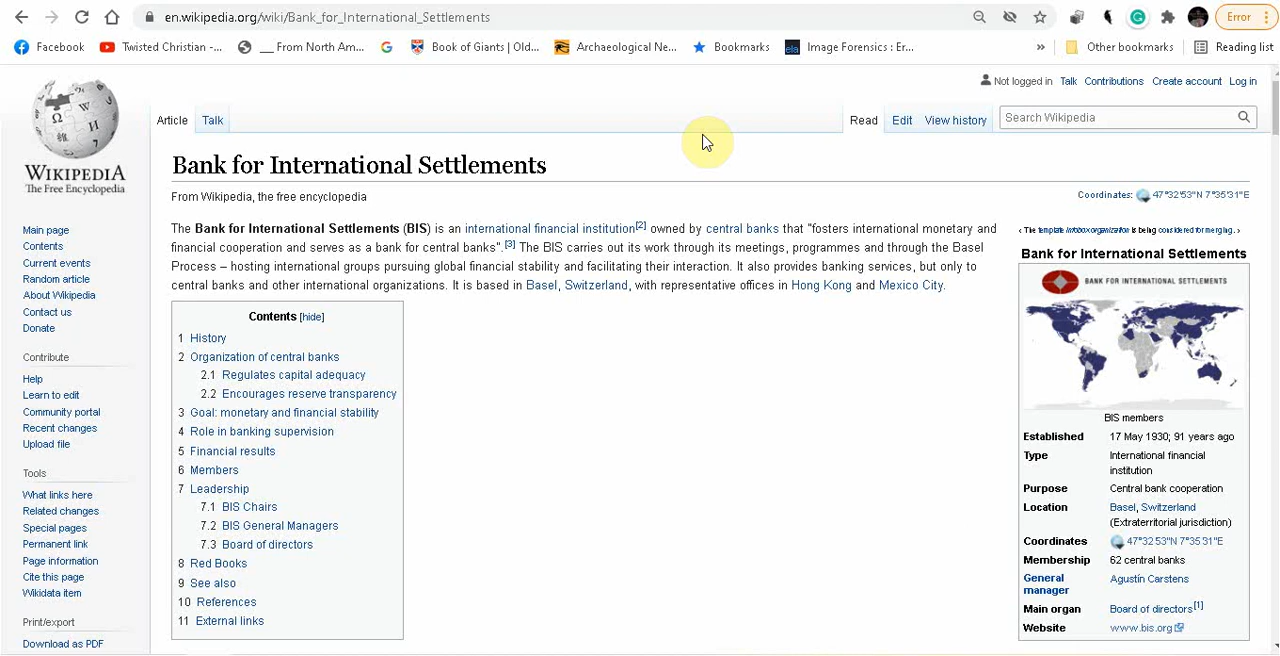 en.wikipedia.org/wiki/Bank_for_International_Settlements
Error
Facebook
Twisted Christian -...
__ From North Am...
Book of Giants | Old...
Archaeological Ne...
Bookmarks
ela
Image Forensics : Er...
»
Other bookmarks
Reading list
Not logged in Talk Contributions Create account Log in
Article Talk
Read Edit View history
Search Wikipedia
WIKIPEDIA
The Free Encyclopedia
Main page
Contents
Current events
Random article
About Wikipedia
Contact us
Donate
Contribute
Help
Learn to edit
Community portal
Recent changes
Upload file
Tools
What links here
Related changes
Special pages
Permanent link
Page information
Cite this page
Wikidata item
Print/export
Download as PDF
Bank for International Settlements
From Wikipedia, the free encyclopedia
Coordinates: 47°32′53″N 7°35′31″E
The Bank for International Settlements (BIS) is an international financial institution[2] owned by central banks that "fosters international monetary and
financial cooperation and serves as a bank for central banks".[3] The BIS carries out its work through its meetings, programmes and through the Basel
Process – hosting international groups pursuing global financial stability and facilitating their interaction. It also provides banking services, but only to
central banks and other international organizations. It is based in Basel, Switzerland, with representative offices in Hong Kong and Mexico City.
Contents [hide]
1 History
2 Organization of central banks
2.1 Regulates capital adequacy
2.2 Encourages reserve transparency
3 Goal: monetary and financial stability
4 Role in banking supervision
5 Financial results
6 Members
7 Leadership
7.1 BIS Chairs
7.2 BIS General Managers
7.3 Board of directors
8 Red Books
9 See also
10 References
11 External links
‹ The template Infobox organization is being considered for merging. ›
Bank for International Settlements
BANK FOR INTERNATIONAL SETTLEMENTS
BIS members
Established 17 May 1930; 91 years ago
Type International financial
institution
Purpose Central bank cooperation
Location Basel, Switzerland
(Extraterritorial jurisdiction)
Coordinates 47°32′53″N 7°35′31″E
Membership 62 central banks
General
manager Agustín Carstens
Main organ Board of directors[1]
Website www.bis.org